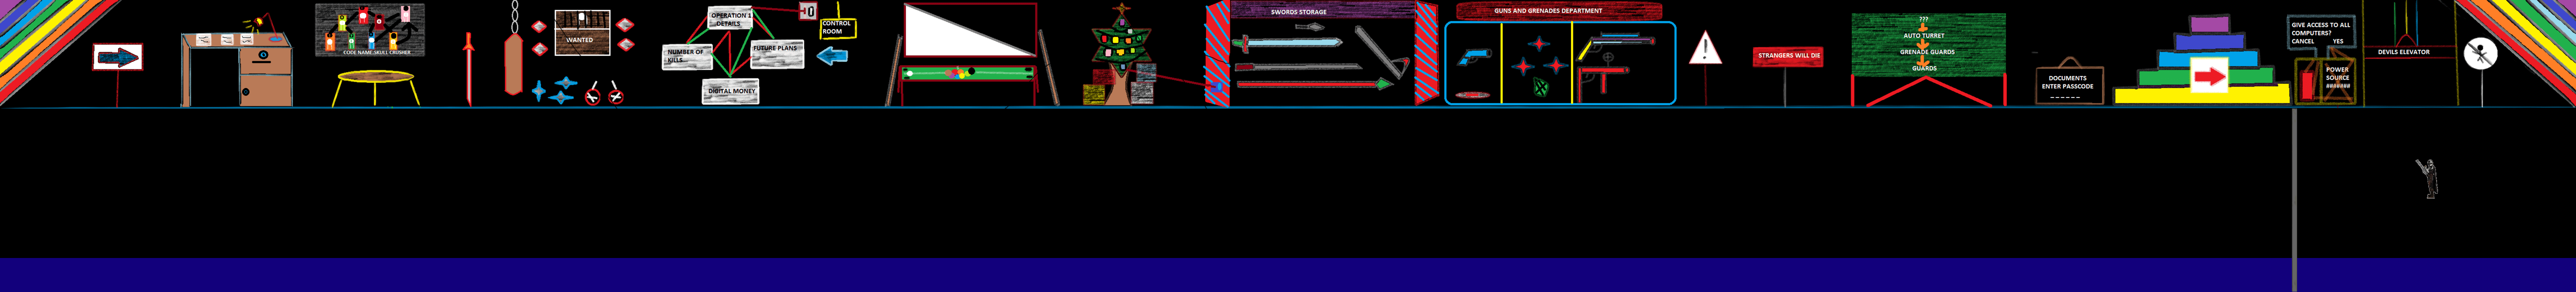 CODE NAME:SKULL CRUSHER
WANTED
OPERATION 1
DETAILS
NUMBER OF
KILLS
FUTURE PLANS
DIGITAL MONEY
CONTROL
ROOM
SWORDS STORAGE
GUNS AND GRENADES DEPARTMENT
!
STRANGERS WILL DIE
???
AUTO TURRET
GRENADE GUARDS
GUARDS
DOCUMENTS
ENTER PASSCODE
______
GIVE ACCESS TO ALL
COMPUTERS?
CANCEL YES
POWER
SOURCE
#######
DEVILS ELEVATOR